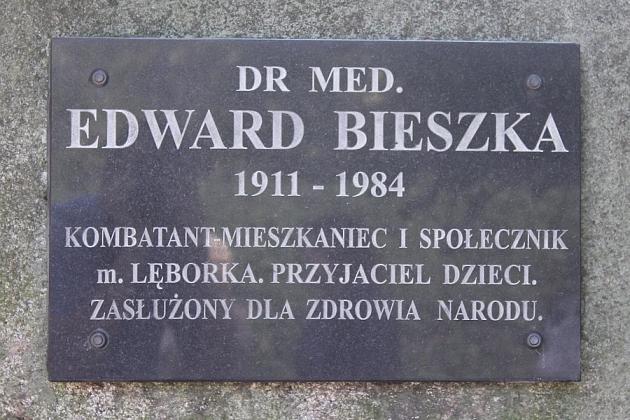 DR MED.
EDWARD BIESZKA
1911 - 1984
KOMBATANT-MIESZKANIEC I SPOŁECZNIK
m. LĘBORKA. PRZYJACIEL DZIECI.
ZASŁUŻONY DLA ZDROWIA NARODU.